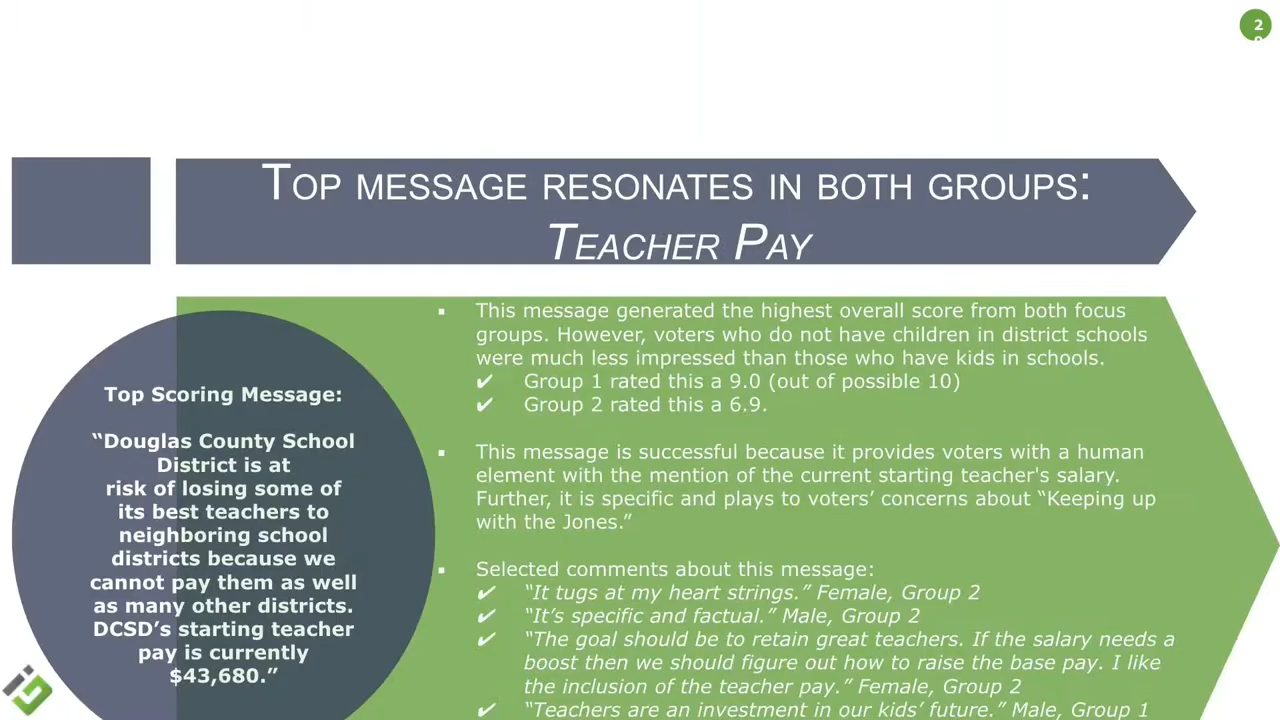 TOP MESSAGE RESONATES IN BOTH GROUPS:
TEACHER PAY
Top Scoring Message:
“Douglas County School
District is at
risk of losing some of
its best teachers to
neighboring school
districts because we
cannot pay them as well
as many other districts.
DCSD’s starting teacher
pay is currently
$43,680.”
▪ This message generated the highest overall score from both focus
groups. However, voters who do not have children in district schools
were much less impressed than those who have kids in schools.
✔ Group 1 rated this a 9.0 (out of possible 10)
✔ Group 2 rated this a 6.9.
▪ This message is successful because it provides voters with a human
element with the mention of the current starting teacher's salary.
Further, it is specific and plays to voters’ concerns about “Keeping up
with the Jones.”
▪ Selected comments about this message:
✔ “It tugs at my heart strings.” Female, Group 2
✔ “It’s specific and factual.” Male, Group 2
✔ “The goal should be to retain great teachers. If the salary needs a
boost then we should figure out how to raise the base pay. I like
the inclusion of the teacher pay.” Female, Group 2
✔ “Teachers are an investment in our kids’ future.” Male, Group 1